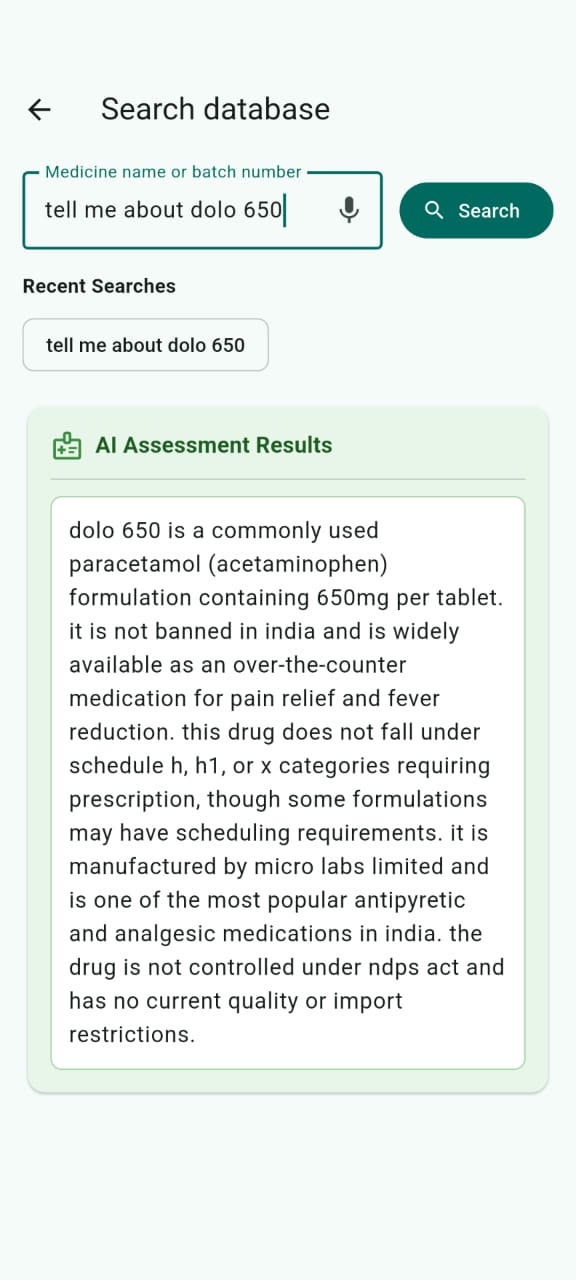 Search database
Medicine name or batch number
tell me about dolo 650
Search
Recent Searches
tell me about dolo 650
AI Assessment Results
dolo 650 is a commonly used
paracetamol (acetaminophen)
formulation containing 650mg per tablet.
it is not banned in india and is widely
available as an over-the-counter
medication for pain relief and fever
reduction. this drug does not fall under
schedule h, h1, or x categories requiring
prescription, though some formulations
may have scheduling requirements. it is
manufactured by micro labs limited and
is one of the most popular antipyretic
and analgesic medications in india. the
drug is not controlled under ndps act and
has no current quality or import
restrictions.